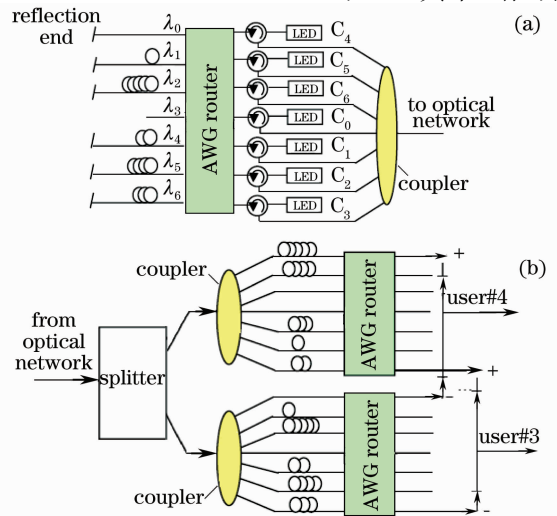 (a)
reflection
end
λ₀
λ₁
λ₂
λ₃
λ₄
λ₅
λ₆
AWG router
LED C₄
LED C₅
LED C₆
LED C₀
LED C₁
LED C₂
LED C₃
to optical
network
coupler
(b)
coupler
from
optical
network
splitter
coupler
AWG router
AWG router
+
user#4
+
-
user#3
-